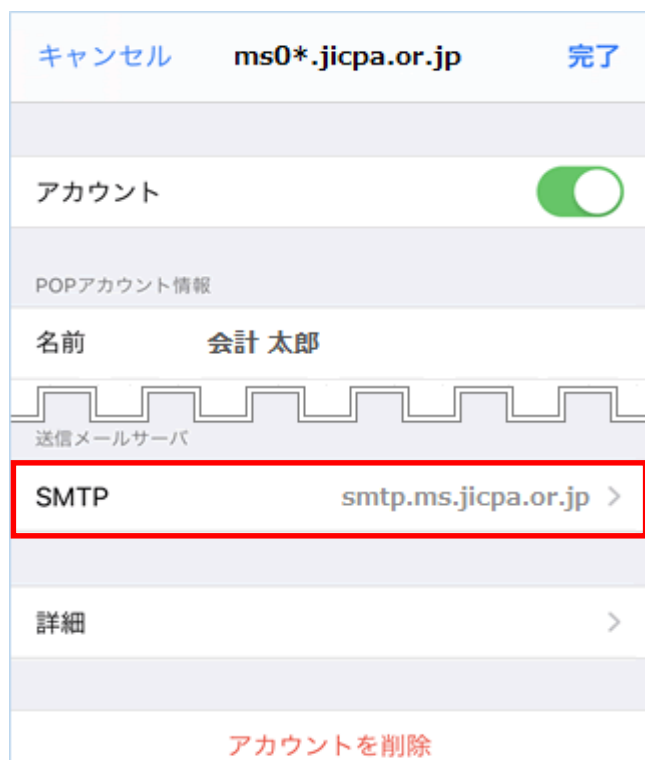 キャンセル ms0*.jicpa.or.jp 完了
アカウント
POPアカウント情報
名前 会計 太郎
送信メールサーバ
SMTP smtp.ms.jicpa.or.jp >
詳細 >
アカウントを削除